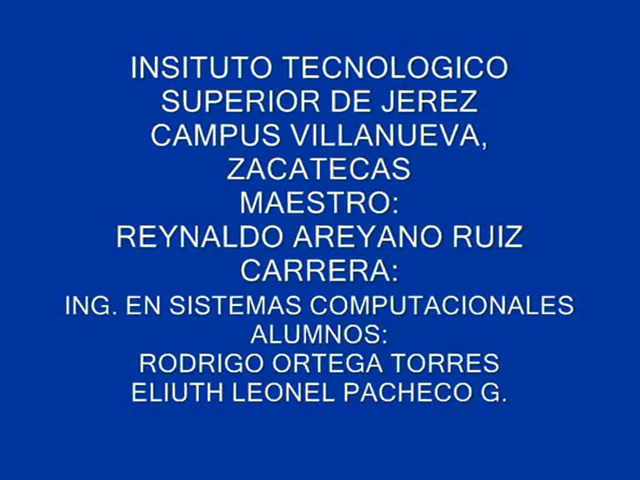 INSITUTO TECNOLOGICO
SUPERIOR DE JEREZ
CAMPUS VILLANUEVA,
ZACATECAS
MAESTRO:
REYNALDO AREYANO RUIZ
CARRERA:
ING. EN SISTEMAS COMPUTACIONALES
ALUMNOS:
RODRIGO ORTEGA TORRES
ELIUTH LEONEL PACHECO G.